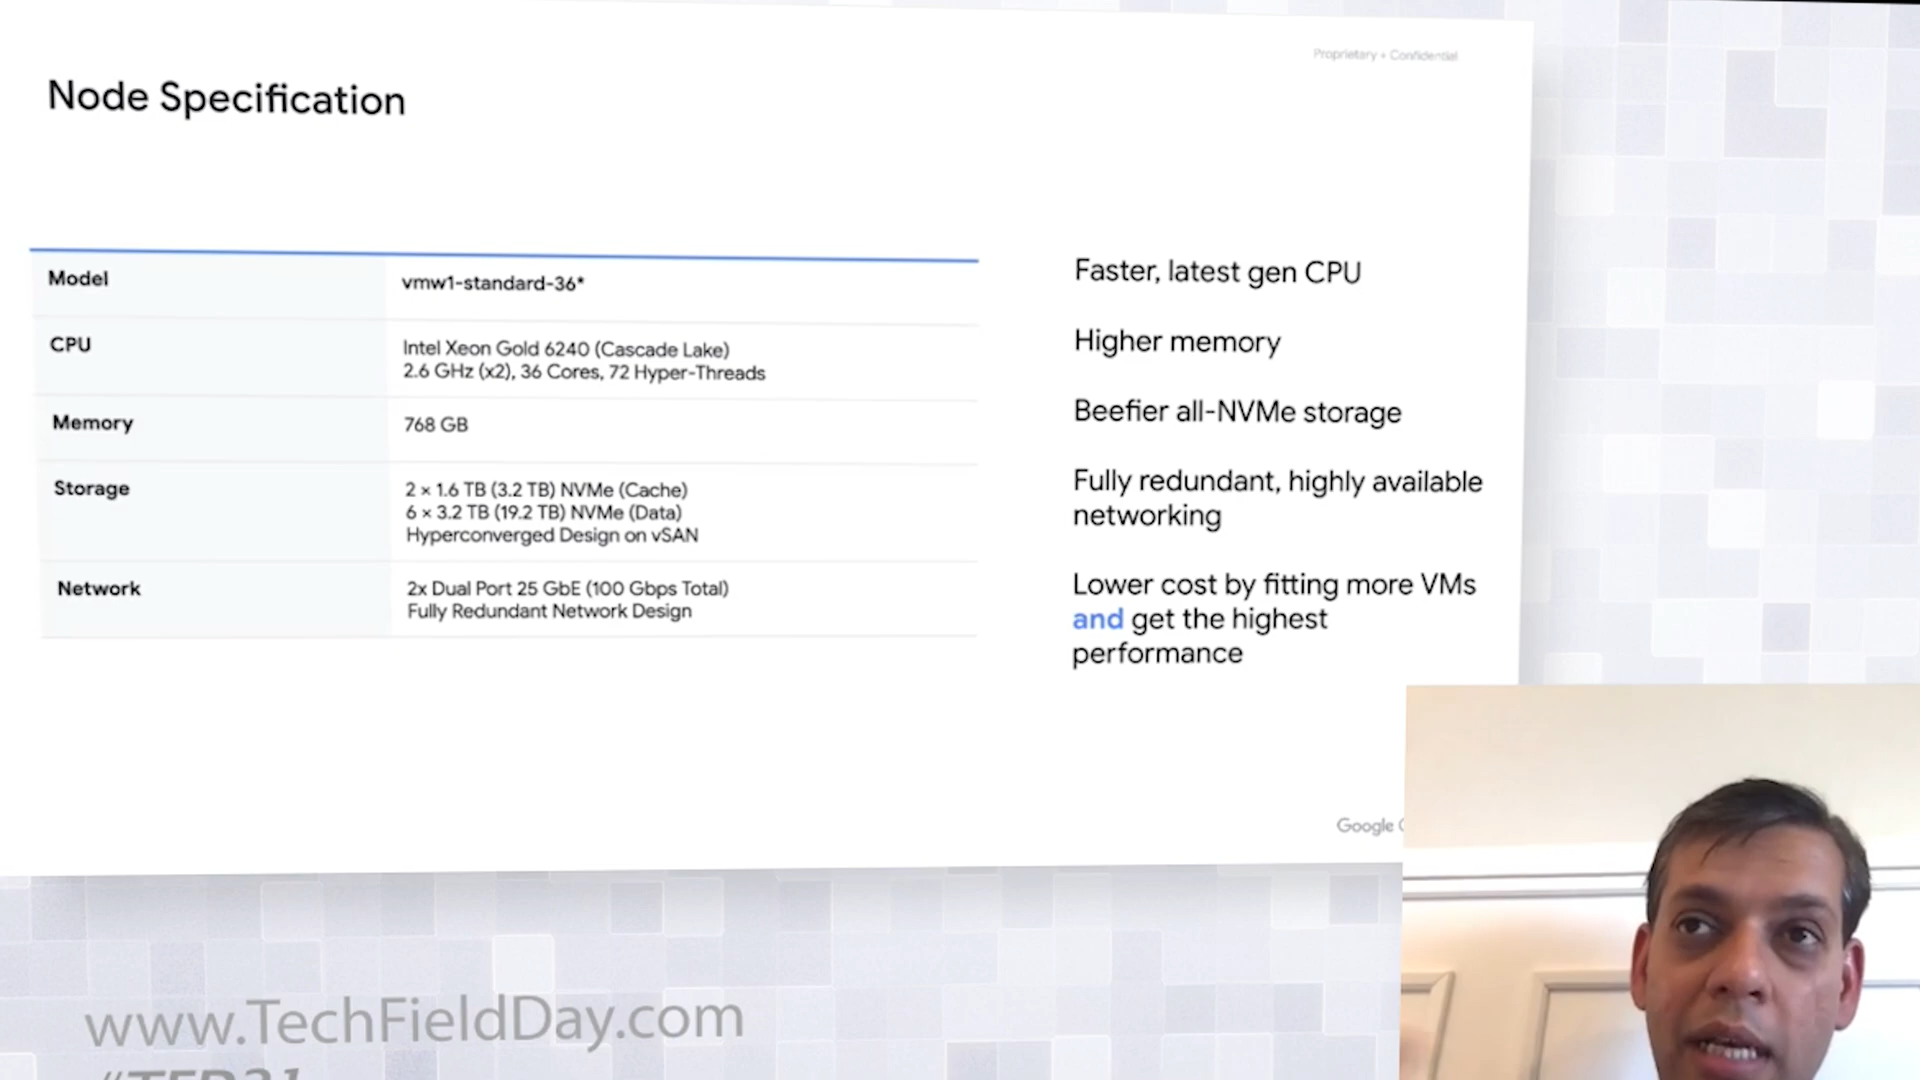 Proprietary + Confidential
Node Specification
Model
vmw1-standard-36*
CPU
Intel Xeon Gold 6240 (Cascade Lake)
2.6 GHz (x2), 36 Cores, 72 Hyper-Threads
Memory
768 GB
Storage
2 × 1.6 TB (3.2 TB) NVMe (Cache)
6 × 3.2 TB (19.2 TB) NVMe (Data)
Hyperconverged Design on vSAN
Network
2x Dual Port 25 GbE (100 Gbps Total)
Fully Redundant Network Design
Faster, latest gen CPU
Higher memory
Beefier all-NVMe storage
Fully redundant, highly available
networking
Lower cost by fitting more VMs
and get the highest
performance
Google
www.TechFieldDay.com